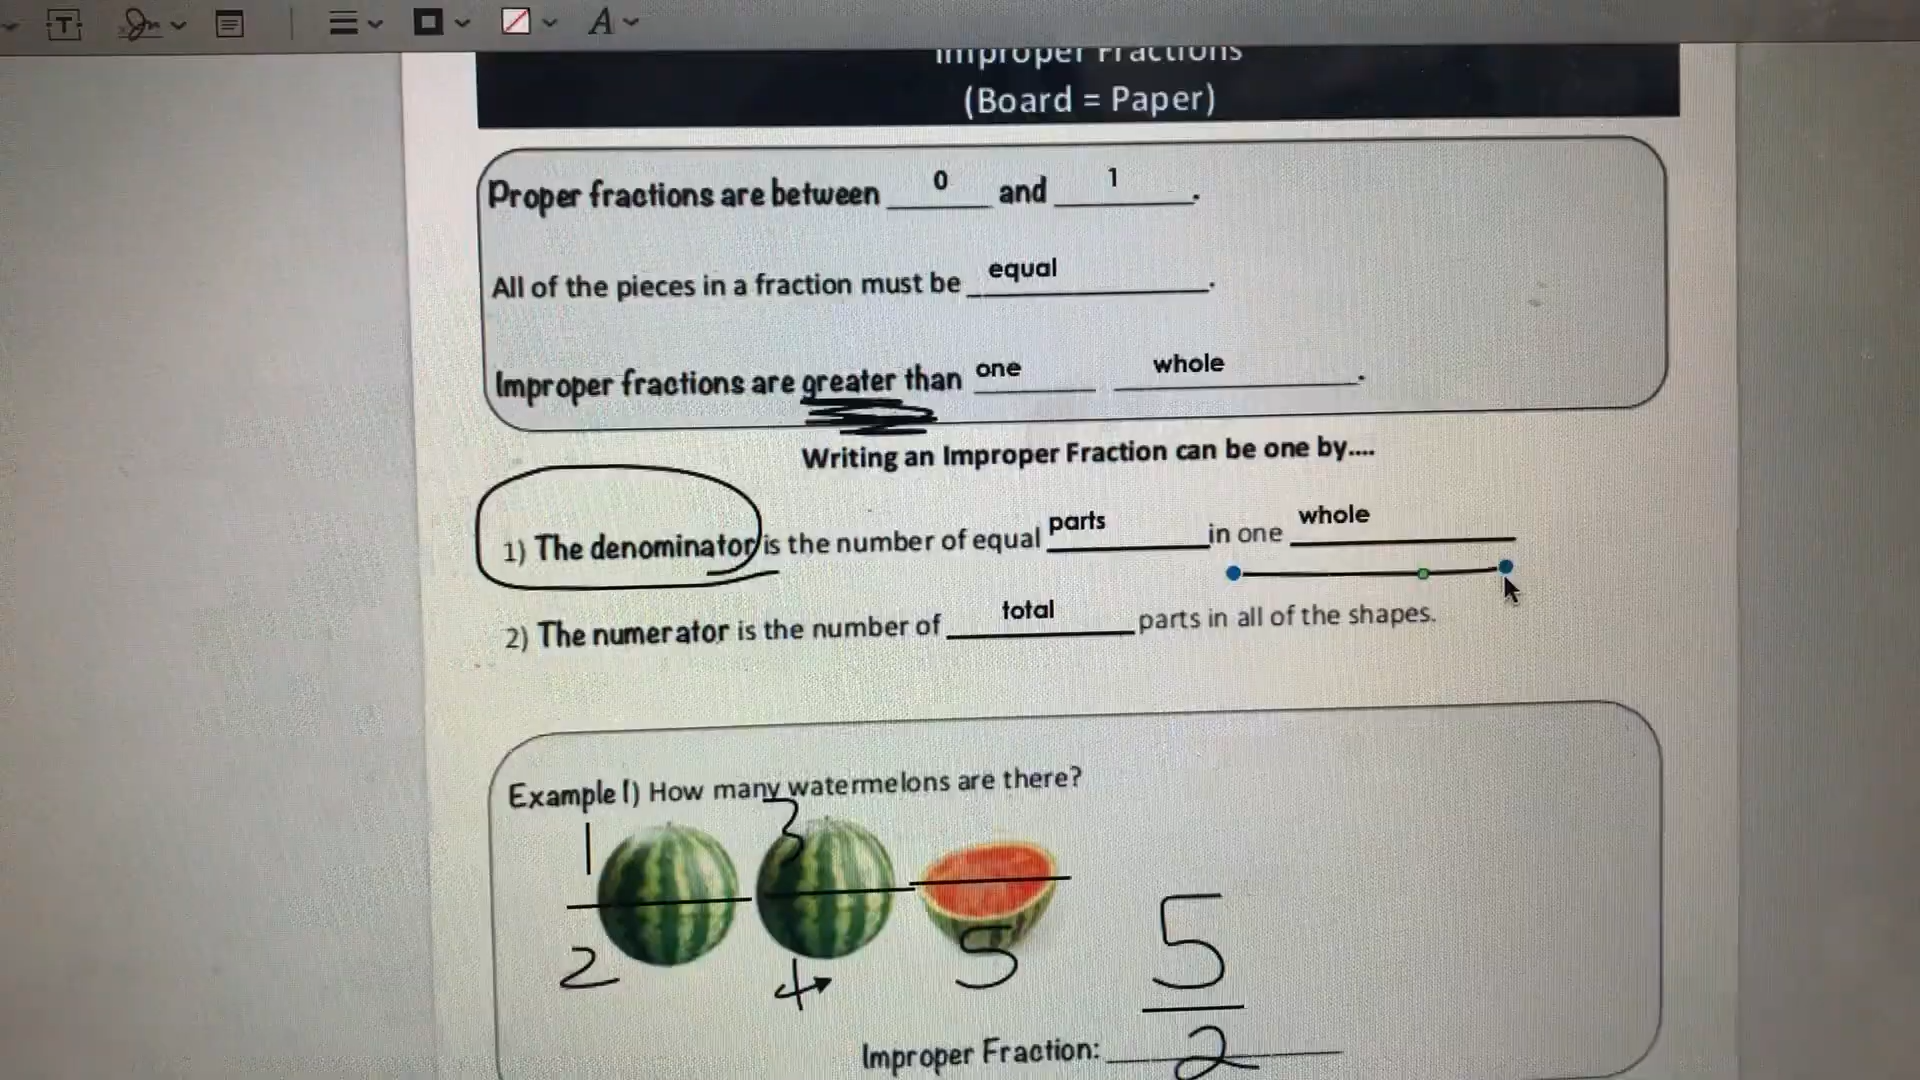 Improper Fractions
(Board = Paper)
Proper fractions are between 0 and 1.
All of the pieces in a fraction must be equal.
Improper fractions are greater than one whole.
Writing an Improper Fraction can be one by....
1) The denominator is the number of equal parts in one whole
2) The numerator is the number of total parts in all of the shapes.
Example 1) How many watermelons are there?
1 3
2 4 5
5
Improper Fraction: 2
T
A